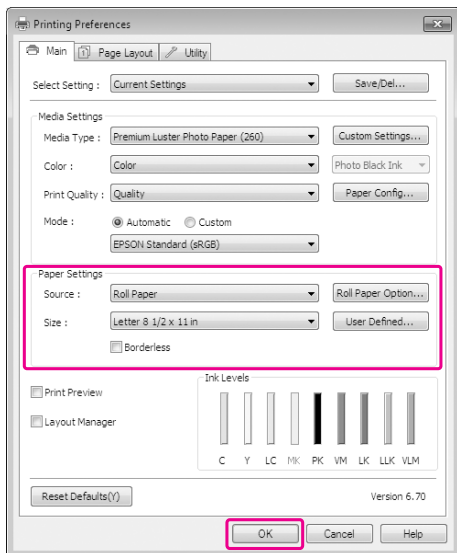 Printing Preferences
Main Page Layout Utility
Select Setting : Current Settings Save/Del...
Media Settings
Media Type : Premium Luster Photo Paper (260) Custom Settings...
Color : Color Photo Black Ink
Print Quality : Quality Paper Config...
Mode : Automatic Custom
EPSON Standard (sRGB)
Paper Settings
Source : Roll Paper Roll Paper Option...
Size : Letter 8 1/2 x 11 in User Defined...
Borderless
Ink Levels
Print Preview
Layout Manager
C Y LC MK PK VM LK LLK VLM
Reset Defaults(Y) Version 6.70
OK Cancel Help